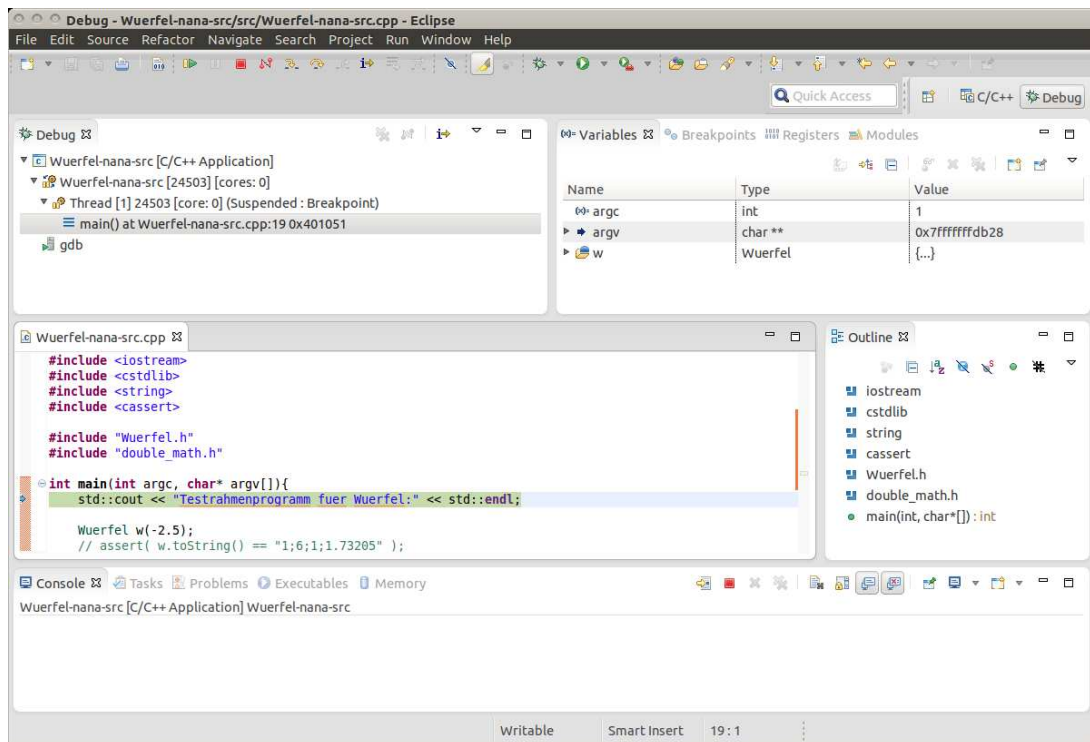 Debug - Wuerfel-nana-src/src/Wuerfel-nana-src.cpp - Eclipse
File Edit Source Refactor Navigate Search Project Run Window Help
Quick Access
C/C++
Debug
Debug
Wuerfel-nana-src [C/C++ Application]
Wuerfel-nana-src [24503] [cores: 0]
Thread [1] 24503 [core: 0] (Suspended : Breakpoint)
main() at Wuerfel-nana-src.cpp:19 0x401051
gdb
Variables Breakpoints Registers Modules
Name Type Value
argc int 1
argv char ** 0x7fffffffdb28
w Wuerfel {...}
Wuerfel-nana-src.cpp
#include <iostream>
#include <cstdlib>
#include <string>
#include <cassert>
#include "Wuerfel.h"
#include "double_math.h"
int main(int argc, char* argv[]){
std::cout << "Testrahmenprogramm fuer Wuerfel:" << std::endl;
Wuerfel w(-2.5);
// assert( w.toString() == "1;6;1;1.73205" );
Outline
iostream
cstdlib
string
cassert
Wuerfel.h
double_math.h
main(int, char*[]) : int
Console Tasks Problems Executables Memory
Wuerfel-nana-src [C/C++ Application] Wuerfel-nana-src
Writable Smart Insert 19 : 1